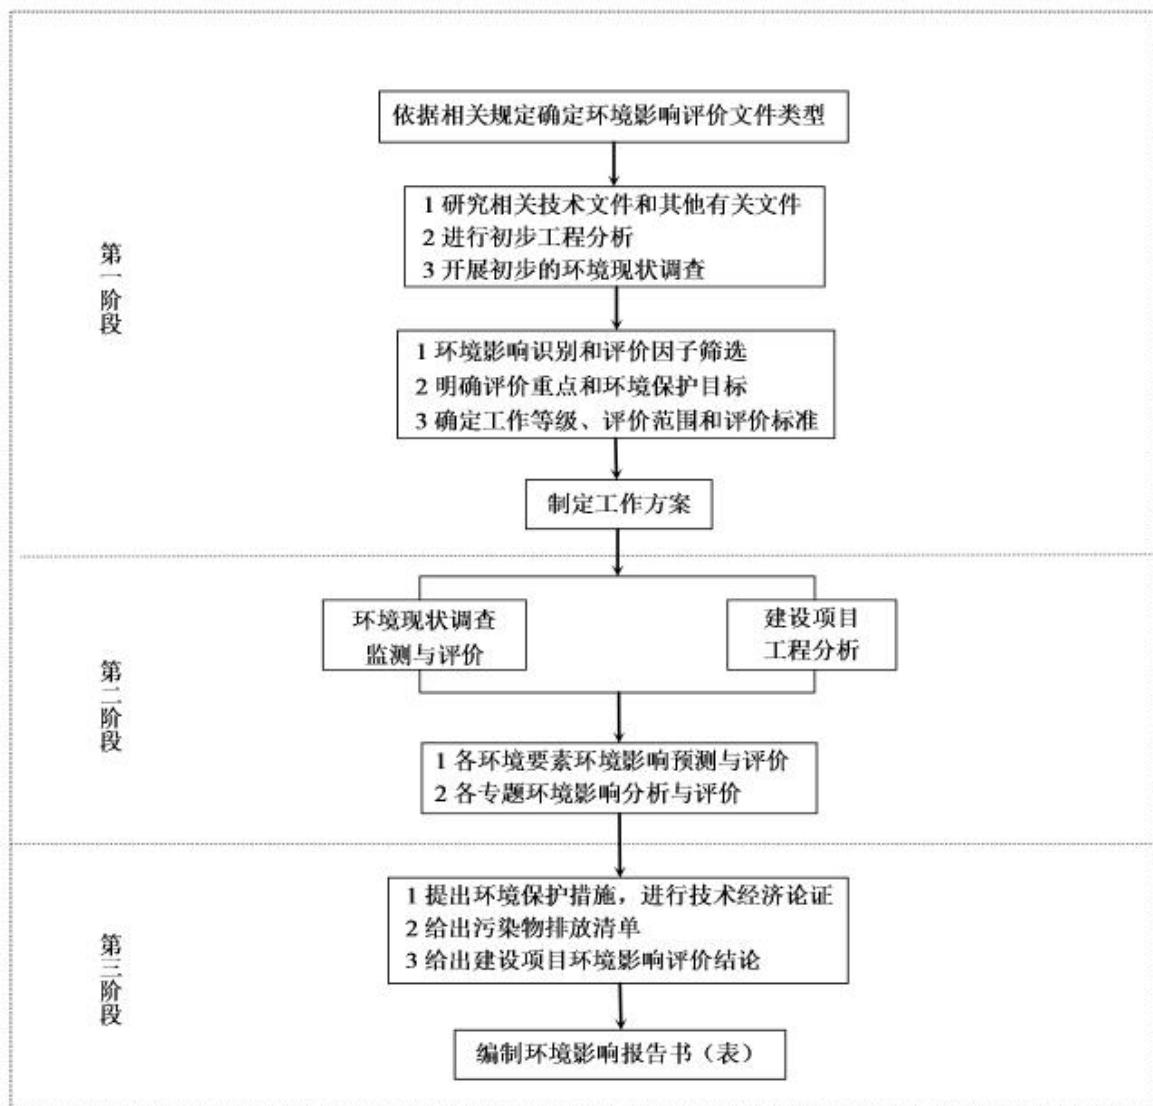 依据相关规定确定环境影响评价文件类型
1 研究相关技术文件和其他有关文件
2 进行初步工程分析
3 开展初步的环境现状调查
第一阶段
1 环境影响识别和评价因子筛选
2 明确评价重点和环境保护目标
3 确定工作等级、评价范围和评价标准
制定工作方案
环境现状调查
监测与评价
建设项目
工程分析
第二阶段
1 各环境要素环境影响预测与评价
2 各专题环境影响分析与评价
1 提出环境保护措施，进行技术经济论证
2 给出污染物排放清单
3 给出建设项目环境影响评价结论
第三阶段
编制环境影响报告书（表）